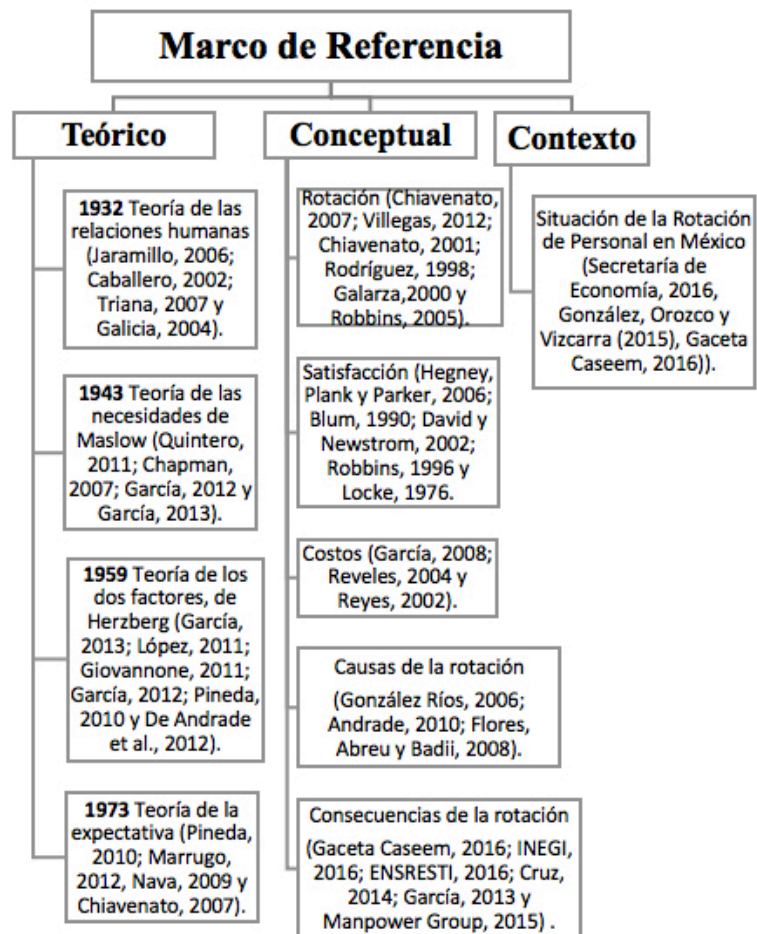 Marco de Referencia
Teórico
1932 Teoría de las
relaciones humanas
(Jaramillo, 2006;
Caballero, 2002;
Triana, 2007 y
Galicia, 2004).
1943 Teoría de las
necesidades de
Maslow (Quintero,
2011; Chapman,
2007; García, 2012 y
García, 2013).
1959 Teoría de los
dos factores, de
Herzberg (García,
2013; López, 2011;
Giovannone, 2011;
García, 2012; Pineda,
2010 y De Andrade
et al., 2012).
1973 Teoría de la
expectativa (Pineda,
2010; Marrugo,
2012, Nava, 2009 y
Chiavenato, 2007).
Conceptual
Rotación (Chiavenato,
2007; Villegas, 2012;
Chiavenato, 2001;
Rodríguez, 1998;
Galarza,2000 y
Robbins, 2005).
Satisfacción (Hegney,
Plank y Parker, 2006;
Blum, 1990; David y
Newstrom, 2002;
Robbins, 1996 y
Locke, 1976.
Costos (García, 2008;
Reveles, 2004 y
Reyes, 2002).
Causas de la rotación
(González Ríos, 2006;
Andrade, 2010; Flores,
Abreu y Badii, 2008).
Consecuencias de la rotación
(Gaceta Caseem, 2016; INEGI,
2016; ENSRESTI, 2016; Cruz,
2014; García, 2013 y
Manpower Group, 2015) .
Contexto
Situación de la Rotación
de Personal en México
(Secretaría de
Economía, 2016,
González, Orozco y
Vizcarra (2015), Gaceta
Caseem, 2016)).